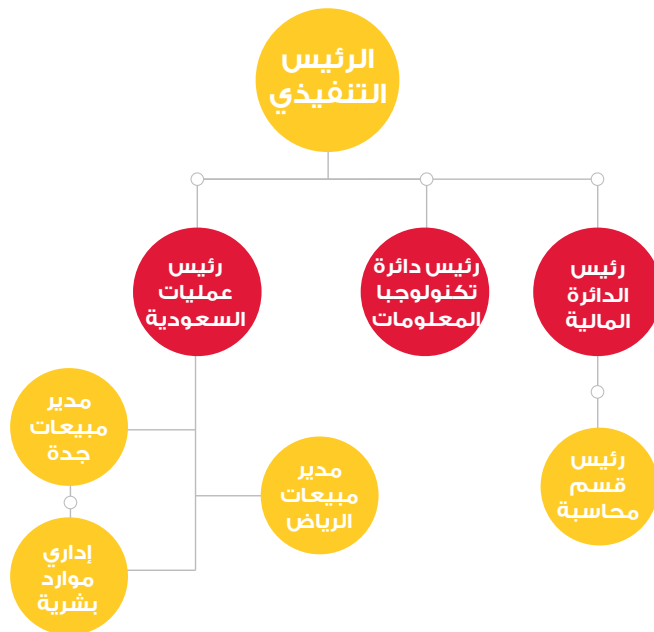 الرئيس
التنفيذي
رئيس
الدائرة
المالية
رئيس دائرة
تكنولوجبا
المعلومات
رئيس
عمليات
السعودية
رئيس
قسم
محاسبة
مدير
مبيعات
الرياض
مدير
مبيعات
جدة
إداري
موارد
بشرية